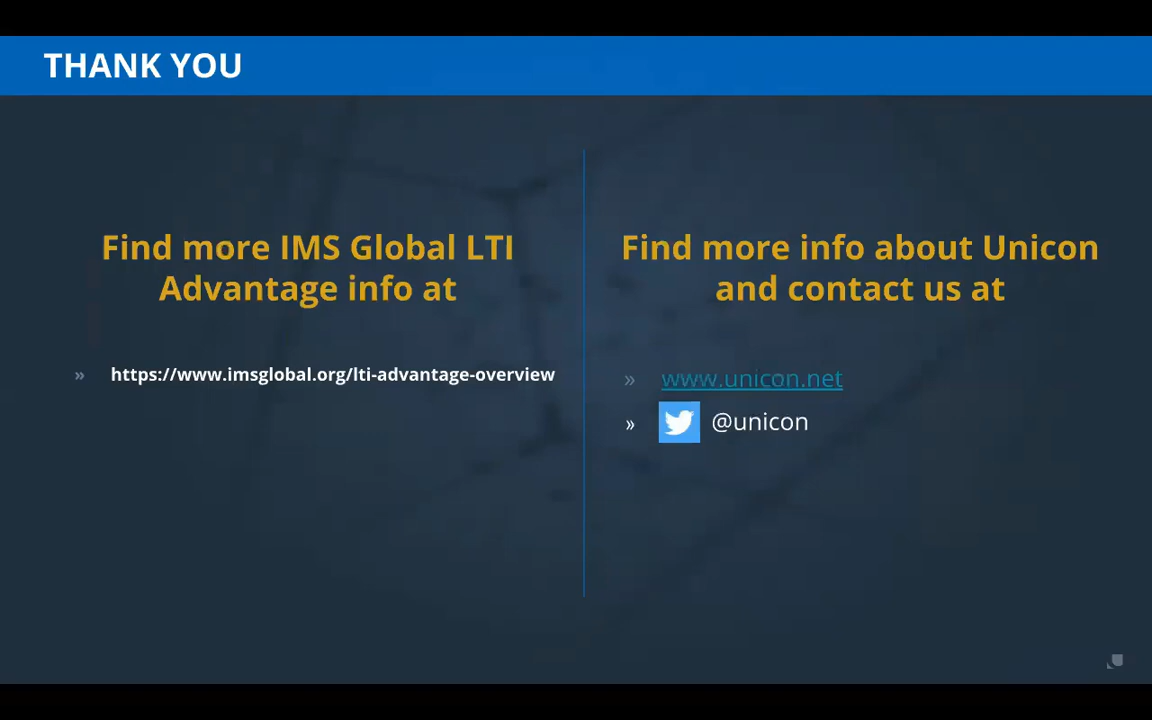 THANK YOU
Find more IMS Global LTI
Advantage info at
» https://www.imsglobal.org/lti-advantage-overview
Find more info about Unicon
and contact us at
» www.unicon.net
» @unicon